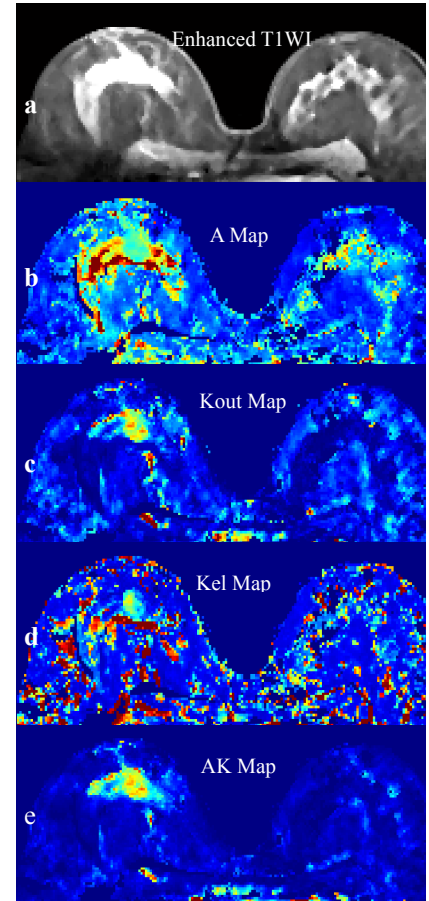 Enhanced T1WI
a
A Map
b
Kout Map
c
Kel Map
d
AK Map
e